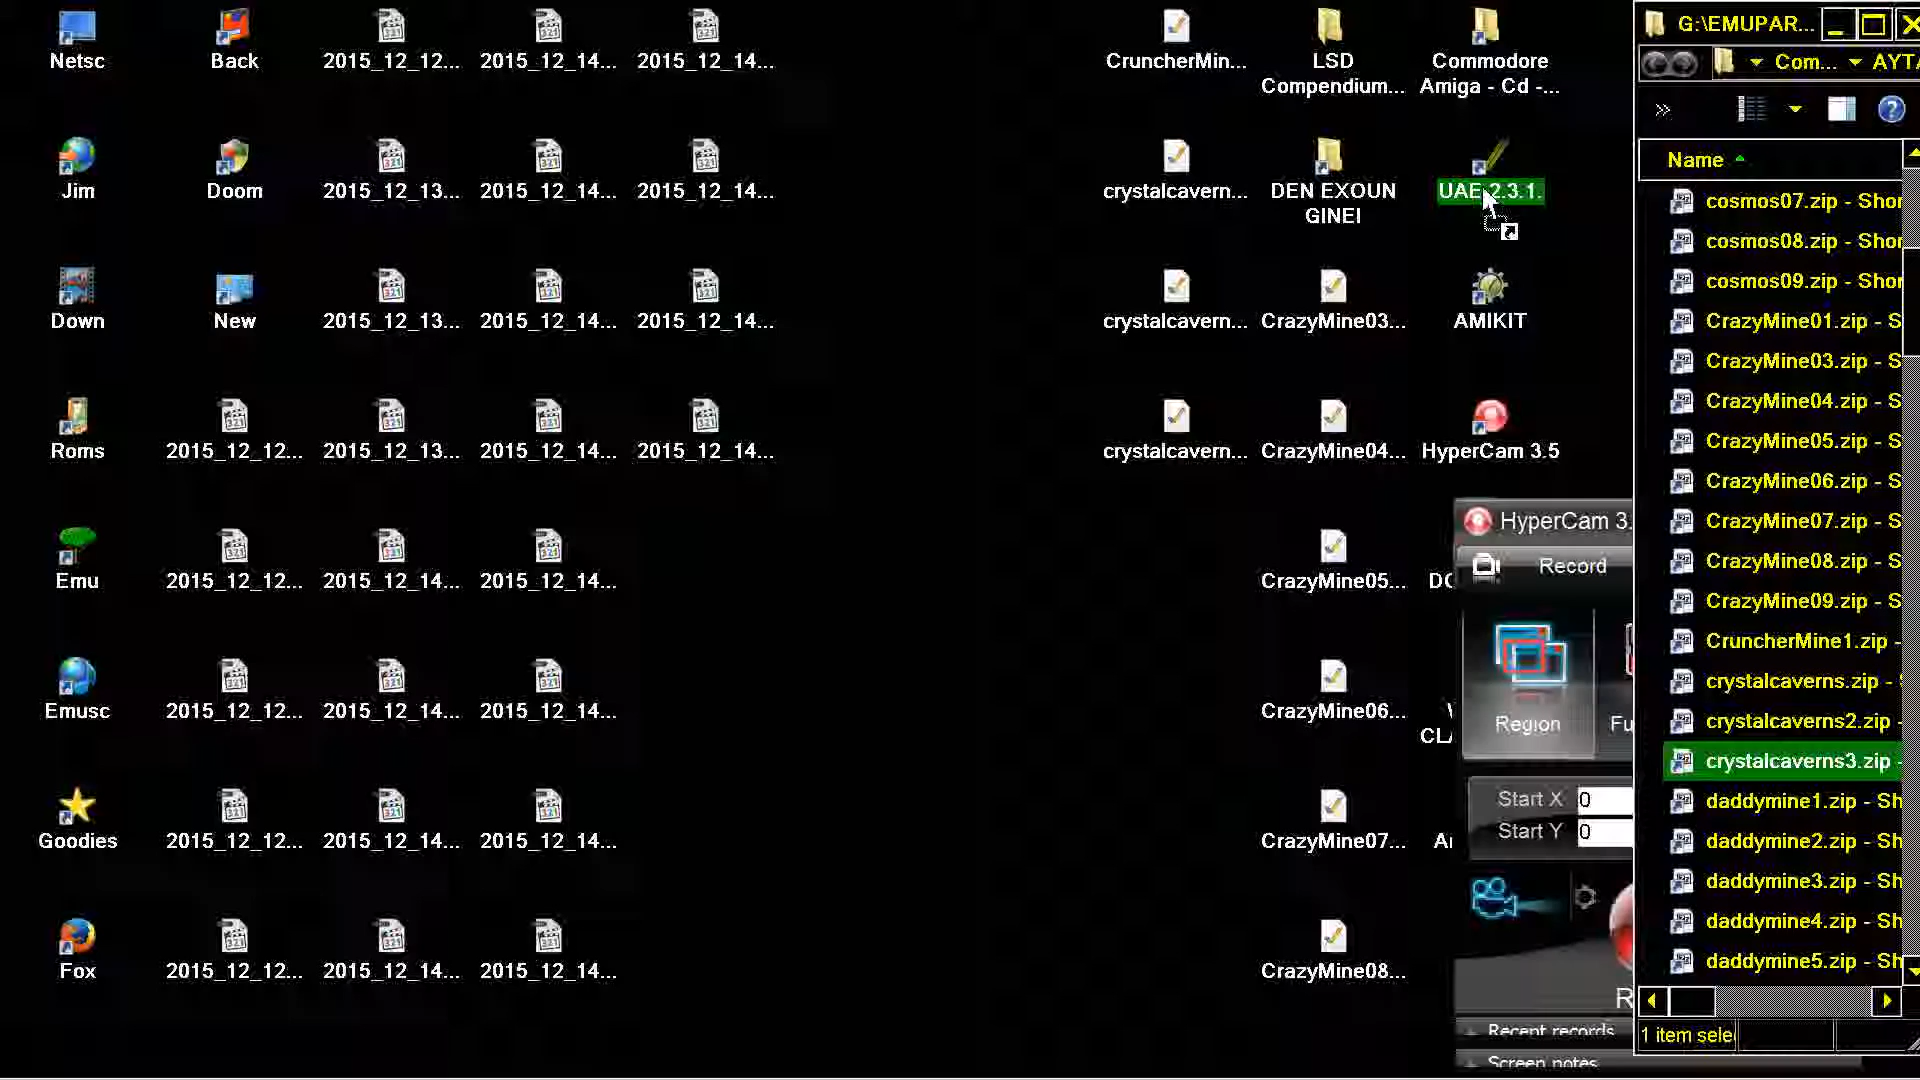 Netsc
Back
2015_12_12...
2015_12_14...
2015_12_14...
CruncherMin...
LSD
Compendium...
Commodore
Amiga - Cd -...
Jim
Doom
2015_12_13...
2015_12_14...
2015_12_14...
crystalcavern...
DEN EXOUN
GINEI
UAE 2.3.1.
Down
New
2015_12_13...
2015_12_14...
2015_12_14...
crystalcavern...
CrazyMine03...
AMIKIT
Roms
2015_12_12...
2015_12_13...
2015_12_14...
2015_12_14...
crystalcavern...
CrazyMine04...
HyperCam 3.5
Emu
2015_12_12...
2015_12_14...
2015_12_14...
CrazyMine05...
Emusc
2015_12_12...
2015_12_14...
2015_12_14...
CrazyMine06...
CLA
Goodies
2015_12_12...
2015_12_14...
2015_12_14...
CrazyMine07...
Fox
2015_12_12...
2015_12_14...
2015_12_14...
CrazyMine08...
HyperCam 3.
Record
Region
Fu
Start X 0
Start Y 0
R
Recent records
Screen notes
G:\EMUPAR...
Com... AYTA
Name
cosmos07.zip - Shor
cosmos08.zip - Shor
cosmos09.zip - Shor
CrazyMine01.zip - S
CrazyMine03.zip - S
CrazyMine04.zip - S
CrazyMine05.zip - S
CrazyMine06.zip - S
CrazyMine07.zip - S
CrazyMine08.zip - S
CrazyMine09.zip - S
CruncherMine1.zip -
crystalcaverns.zip -
crystalcaverns2.zip -
crystalcaverns3.zip -
daddymine1.zip - Sh
daddymine2.zip - Sh
daddymine3.zip - Sh
daddymine4.zip - Sh
daddymine5.zip - Sh
1 item sele